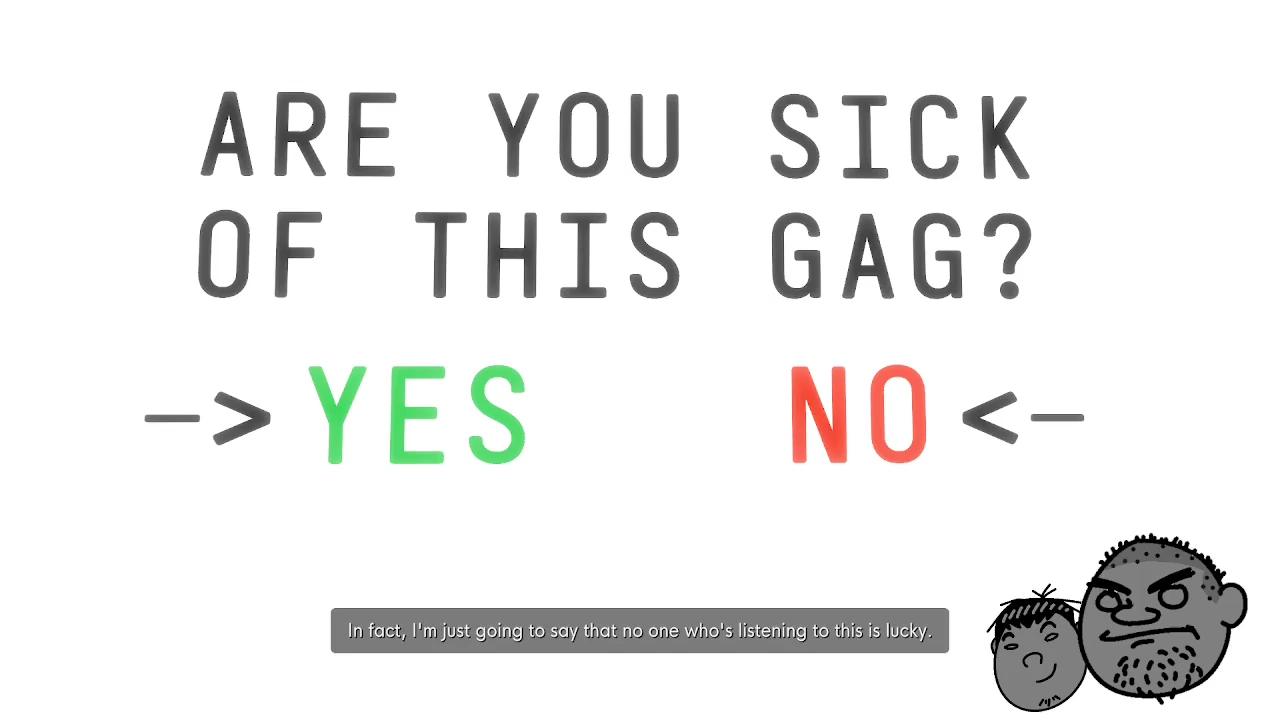 ARE YOU SICK
OF THIS GAG?
—> YES NO <—
In fact, I'm just going to say that no one who's listening to this is lucky.